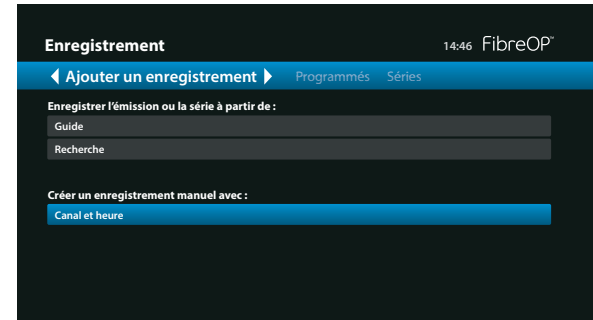 Enregistrement
14:46 FibreOP™
Ajouter un enregistrement Programmés Séries
Enregistrer l’émission ou la série à partir de :
Guide
Recherche
Créer un enregistrement manuel avec :
Canal et heure